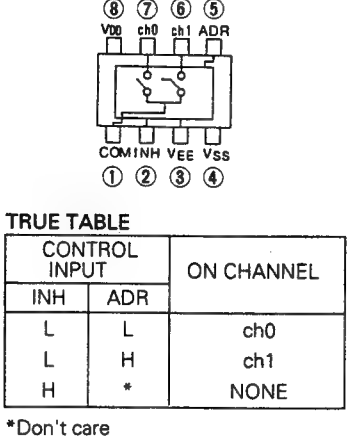 ⑧ ⑦ ⑥ ⑤
VDD ch0 ch1 ADR
COM INH VEE VSS
① ② ③ ④
TRUE TABLE
CONTROL INPUT ON CHANNEL
INH ADR
L L ch0
L H ch1
H * NONE
*Don't care